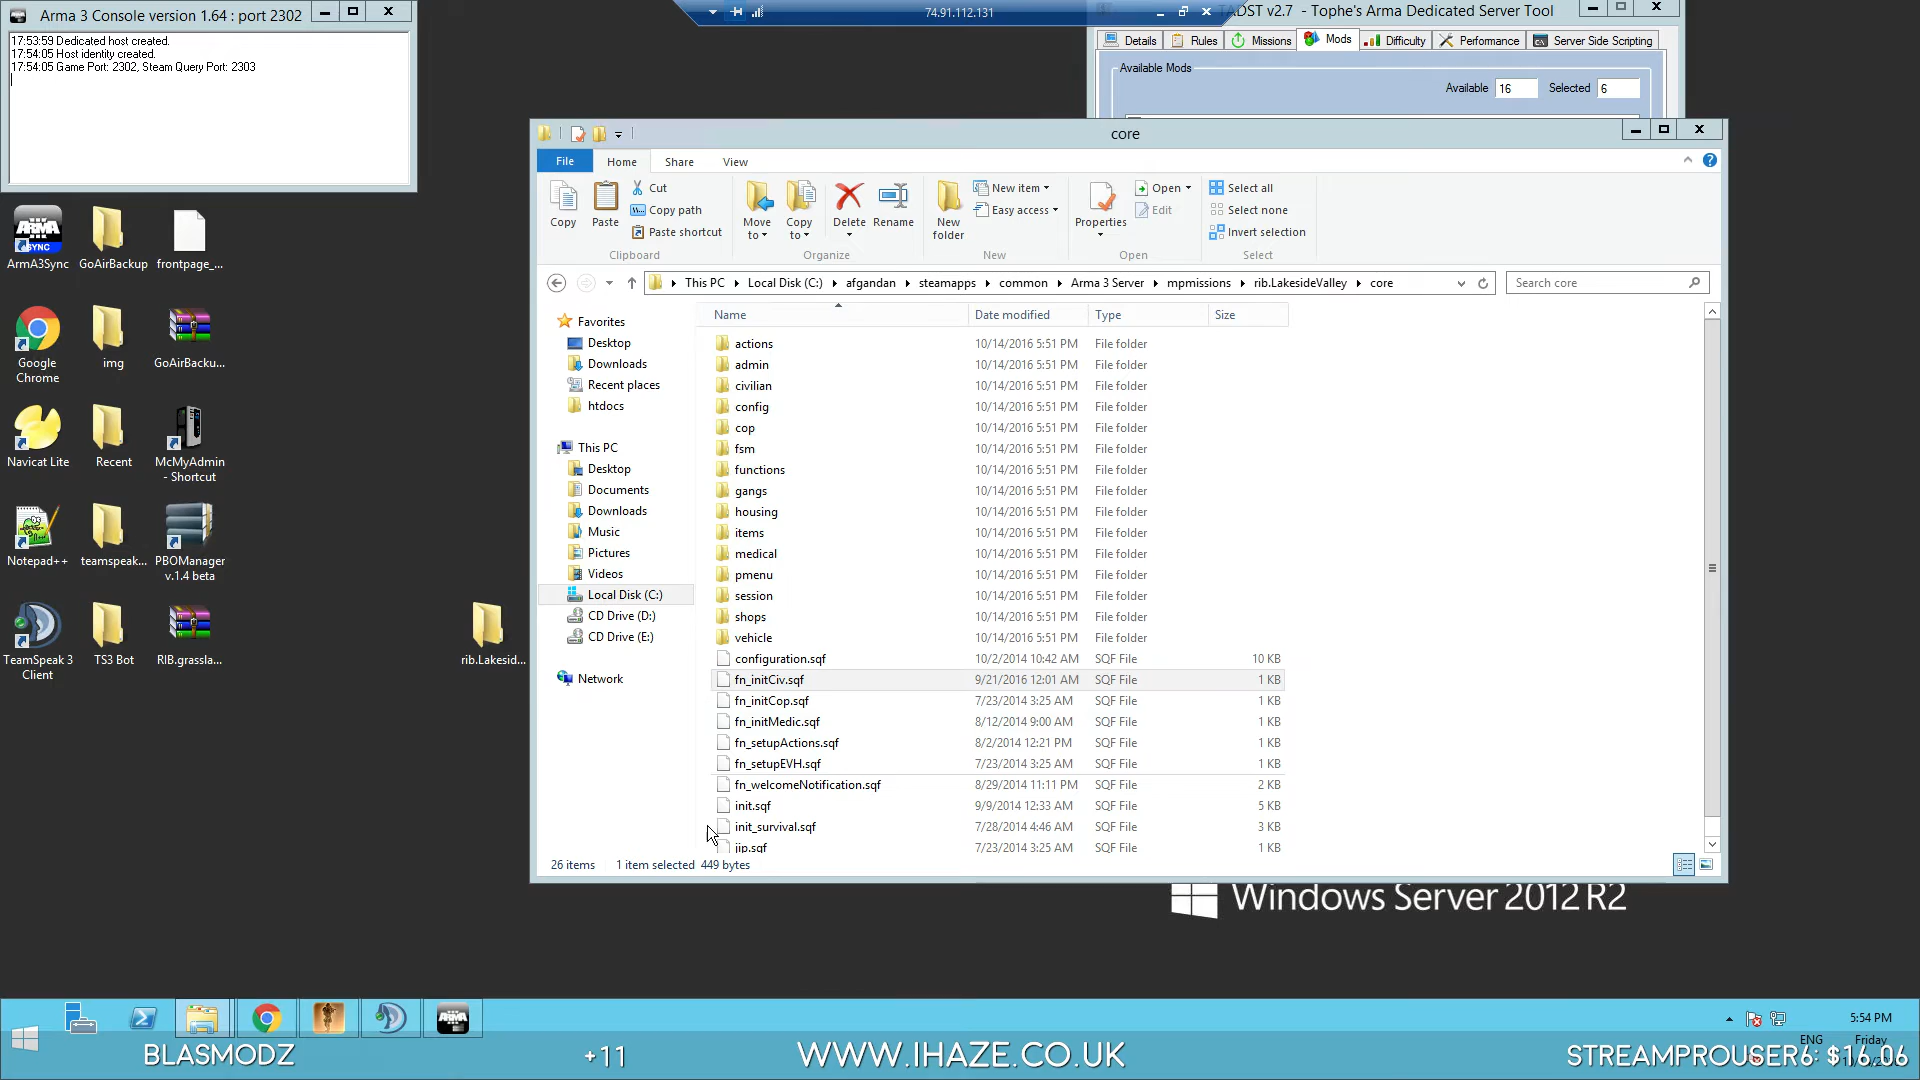 Arma 3 Console version 1.64 : port 2302
17:53:59 Dedicated host created.
17:54:05 Host identity created.
17:54:05 Game Port: 2302, Steam Query Port: 2303
74.91.112.131
TADST v2.7 - Tophe's Arma Dedicated Server Tool
Details Rules Missions Mods Difficulty Performance Server Side Scripting
Available Mods
Available 16 Selected 6
core
File Home Share View
Copy
Paste
Cut
Copy path
Paste shortcut
Clipboard
Move to
Copy to
Delete
Rename
Organize
New folder
New item
Easy access
New
Properties
Open
Edit
Open
Select all
Select none
Invert selection
Select
This PC Local Disk (C:) afgandan steamapps common Arma 3 Server mpmissions rib.LakesideValley core
Search core
Favorites
Desktop
Downloads
Recent places
htdocs
This PC
Desktop
Documents
Downloads
Music
Pictures
Videos
Local Disk (C:)
CD Drive (D:)
CD Drive (E:)
Network
Name Date modified Type Size
actions 10/14/2016 5:51 PM File folder
admin 10/14/2016 5:51 PM File folder
civilian 10/14/2016 5:51 PM File folder
config 10/14/2016 5:51 PM File folder
cop 10/14/2016 5:51 PM File folder
fsm 10/14/2016 5:51 PM File folder
functions 10/14/2016 5:51 PM File folder
gangs 10/14/2016 5:51 PM File folder
housing 10/14/2016 5:51 PM File folder
items 10/14/2016 5:51 PM File folder
medical 10/14/2016 5:51 PM File folder
pmenu 10/14/2016 5:51 PM File folder
session 10/14/2016 5:51 PM File folder
shops 10/14/2016 5:51 PM File folder
vehicle 10/14/2016 5:51 PM File folder
configuration.sqf 10/2/2014 10:42 AM SQF File 10 KB
fn_initCiv.sqf 9/21/2016 12:01 AM SQF File 1 KB
fn_initCop.sqf 7/23/2014 3:25 AM SQF File 1 KB
fn_initMedic.sqf 8/12/2014 9:00 AM SQF File 1 KB
fn_setupActions.sqf 8/2/2014 12:21 PM SQF File 1 KB
fn_setupEVH.sqf 7/23/2014 3:25 AM SQF File 1 KB
fn_welcomeNotification.sqf 8/29/2014 11:11 PM SQF File 2 KB
init.sqf 9/9/2014 12:33 AM SQF File 5 KB
init_survival.sqf 7/28/2014 4:46 AM SQF File 3 KB
jip.sqf 7/23/2014 3:25 AM SQF File 1 KB
26 items 1 item selected 449 bytes
ARMA
SYNC
ArmA3Sync
GoAirBackup
frontpage_...
Google Chrome
img
GoAirBacku...
Navicat Lite
Recent
McMyAdmin - Shortcut
Notepad++
teamspeak...
PBOManager v.1.4 beta
TeamSpeak 3 Client
TS3 Bot
RIB.grassla...
rib.Lakesid...
Windows Server 2012 R2
ARMA
5:54 PM
ENG
Friday
BLASMODZ
+11
WWW.IHAZE.CO.UK
STREAMPROUSER6: $16.06